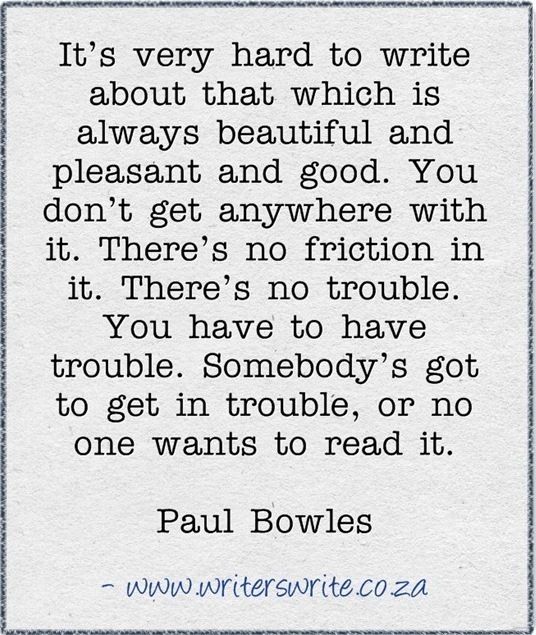 It's very hard to write
about that which is
always beautiful and
pleasant and good. You
don't get anywhere with
it. There's no friction in
it. There's no trouble.
You have to have
trouble. Somebody's got
to get in trouble, or no
one wants to read it.
Paul Bowles
- www.writerswrite.co.za